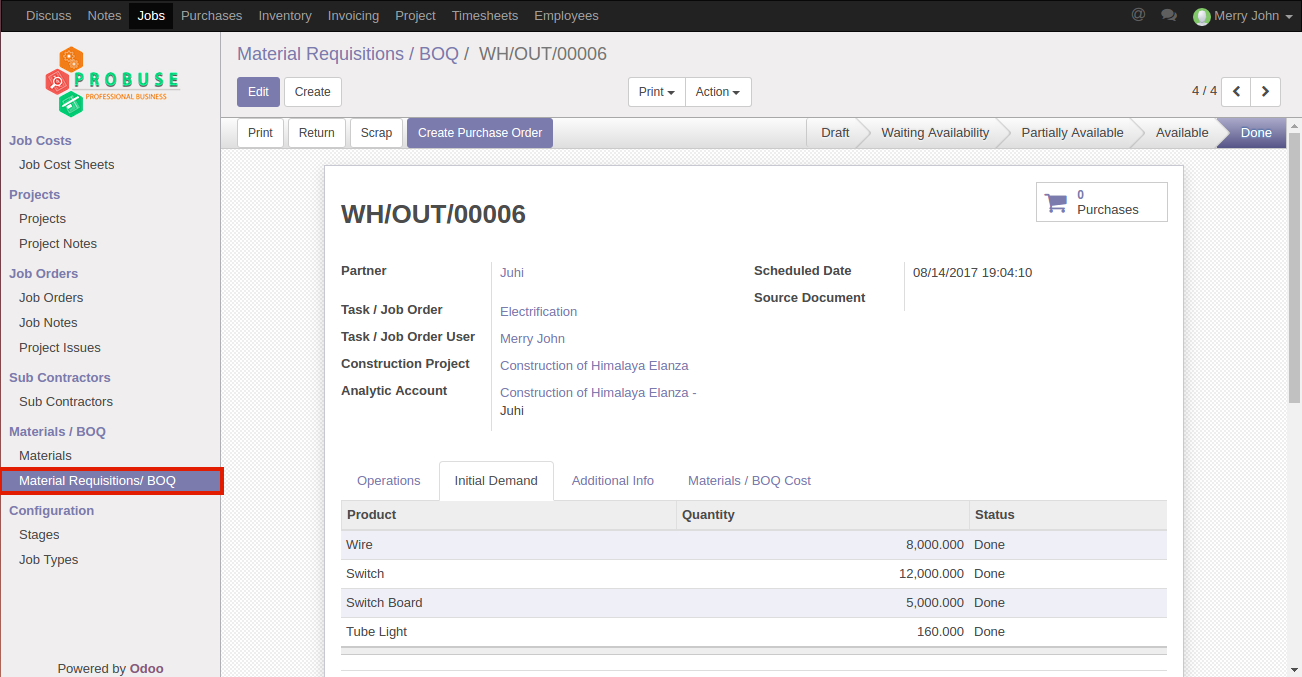 Discuss Notes Jobs Purchases Inventory Invoicing Project Timesheets Employees @ Merry John
PROBUSE
PROFESSIONAL BUSINESS
Job Costs
Job Cost Sheets
Projects
Projects
Project Notes
Job Orders
Job Orders
Job Notes
Project Issues
Sub Contractors
Sub Contractors
Materials / BOQ
Materials
Material Requisitions/ BOQ
Configuration
Stages
Job Types
Powered by Odoo
Material Requisitions / BOQ / WH/OUT/00006
Edit Create Print Action 4 / 4
Print Return Scrap Create Purchase Order Draft Waiting Availability Partially Available Available Done
0
Purchases
WH/OUT/00006
Partner Juhi
Task / Job Order Electrification
Task / Job Order User Merry John
Construction Project Construction of Himalaya Elanza
Analytic Account Construction of Himalaya Elanza -
Juhi
Scheduled Date 08/14/2017 19:04:10
Source Document
Operations Initial Demand Additional Info Materials / BOQ Cost
Product Quantity Status
Wire 8,000.000 Done
Switch 12,000.000 Done
Switch Board 5,000.000 Done
Tube Light 160.000 Done